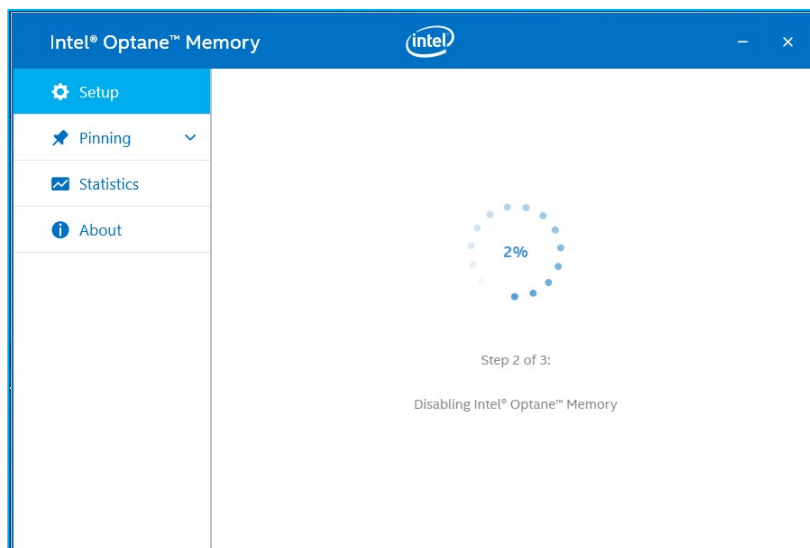 Intel® Optane™ Memory
intel
Setup
Pinning
Statistics
About
2%
Step 2 of 3:
Disabling Intel® Optane™ Memory